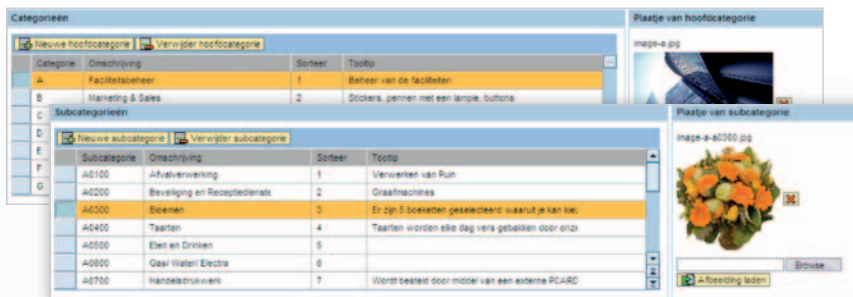 Categorieën
Plaatje van hoofdcategorie
Nieuwe hoofdcategorie Verwijder hoofdcategorie
image-a.jpg
Categorie Omschrijving Sorteer Tooltip
A Faciliteitsbeheer 1 Beheer van de faciliteiten
B Marketing & Sales 2 Stickers, pennen met een lampje, buttons
C
D
E
F
G
Subcategorieën
Plaatje van subcategorie
Nieuwe subcategorie Verwijder subcategorie
image-a-a0300.jpg
Subcategorie Omschrijving Sorteer Tooltip
A0100 Afvalverwerking 1 Verwerken van Puin
A0200 Beveiliging en Receptiedienste 2 Graafmachines
A0300 Bloemen 3 Er zijn 5 boeketten geselecteerd waaruit je kan kie
A0400 Taarten 4 Taarten worden elke dag vers gebakken door onz
A0500 Eten en Drinken 5
A0600 Gas/ Water/ Electra 6
A0700 Handelsdrukwerk 7 Wordt besteld door middel van een externe PCARD
Browse...
Afbeelding laden